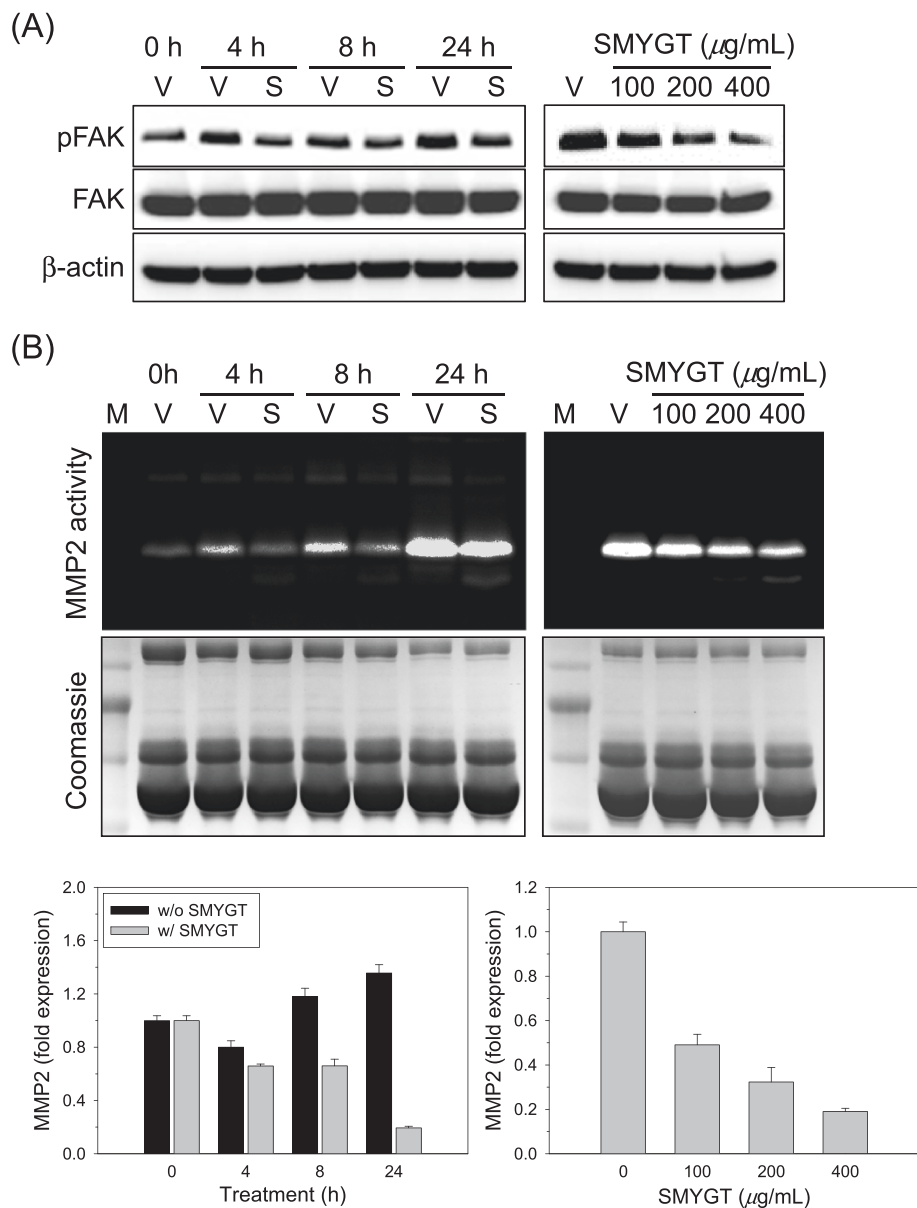 (A)
0 h 4 h 8 h 24 h SMYGT (μg/mL)
V V S V S V S V 100 200 400
pFAK
FAK
β-actin
(B)
0h 4 h 8 h 24 h SMYGT (μg/mL)
M V V S V S V S M V 100 200 400
MMP2 activity
Coomassie
MMP2 (fold expression)
2.0
1.6
1.2
0.8
0.4
0.0
w/o SMYGT
w/ SMYGT
0 4 8 24
Treatment (h)
MMP2 (fold expression)
1.2
1.0
0.8
0.6
0.4
0.2
0.0
0 100 200 400
SMYGT (μg/mL)